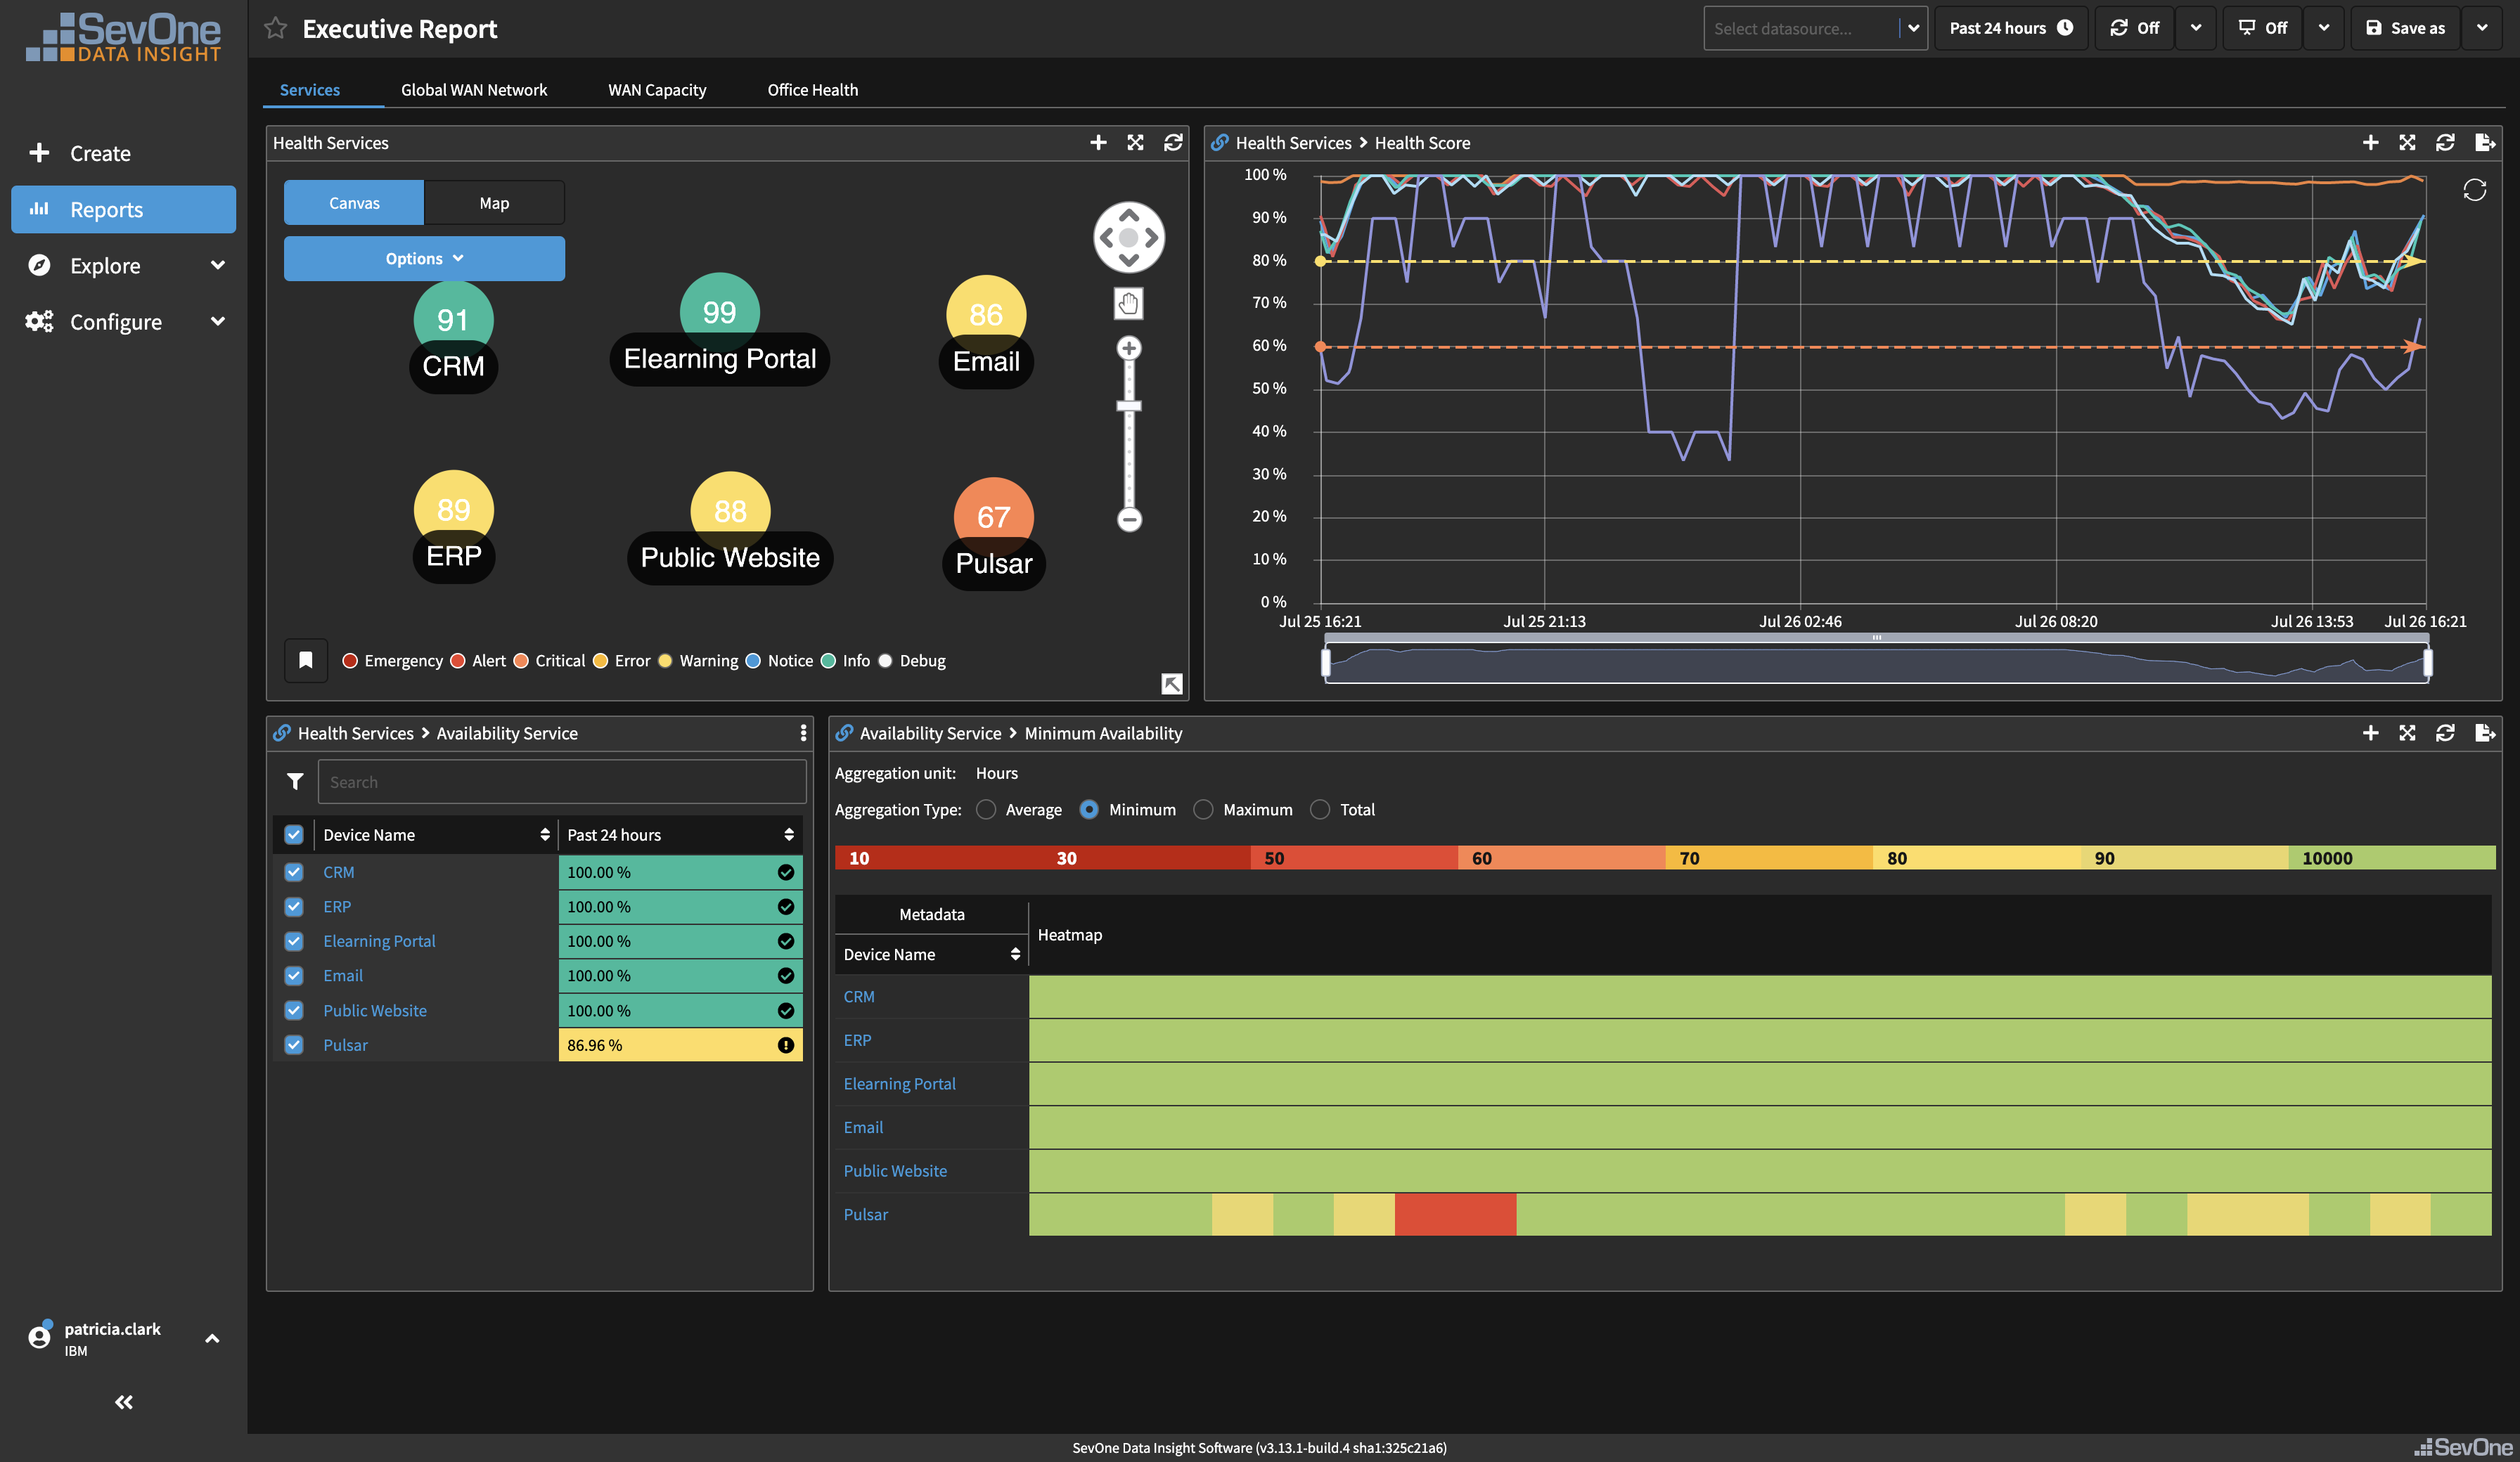 SevOne
DATA INSIGHT
Create
Reports
Explore
Configure
patricia.clark
IBM
Executive Report
Select datasource...
Past 24 hours
Off
Off
Save as
Services
Global WAN Network
WAN Capacity
Office Health
Health Services
Canvas
Map
Options
91
CRM
99
Elearning Portal
86
Email
89
ERP
88
Public Website
67
Pulsar
Emergency
Alert
Critical
Error
Warning
Notice
Info
Debug
Health Services > Health Score
100 %
90 %
80 %
70 %
60 %
50 %
40 %
30 %
20 %
10 %
0 %
Jul 25 16:21
Jul 25 21:13
Jul 26 02:46
Jul 26 08:20
Jul 26 13:53
Jul 26 16:21
Health Services > Availability Service
Search
Device Name
Past 24 hours
CRM
100.00 %
ERP
100.00 %
Elearning Portal
100.00 %
Email
100.00 %
Public Website
100.00 %
Pulsar
86.96 %
Availability Service > Minimum Availability
Aggregation unit: Hours
Aggregation Type: Average Minimum Maximum Total
10 30 50 60 70 80 90 10000
Metadata
Device Name
Heatmap
CRM
ERP
Elearning Portal
Email
Public Website
Pulsar
SevOne Data Insight Software (v3.13.1-build.4 sha1:325c21a6)
SevOne